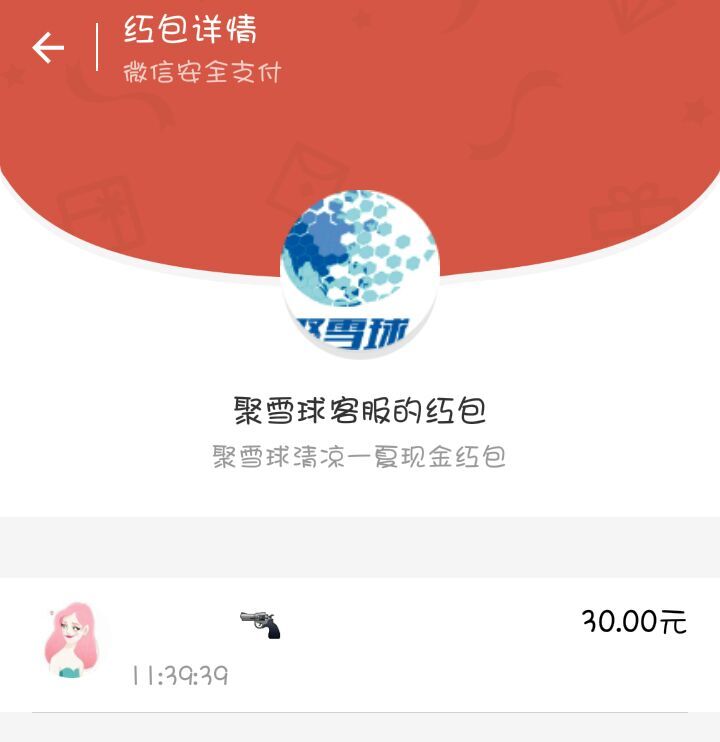 红包详情
微信安全支付
聚雪球
聚雪球客服的红包
聚雪球清凉一夏现金红包
30.00元
11:39:39